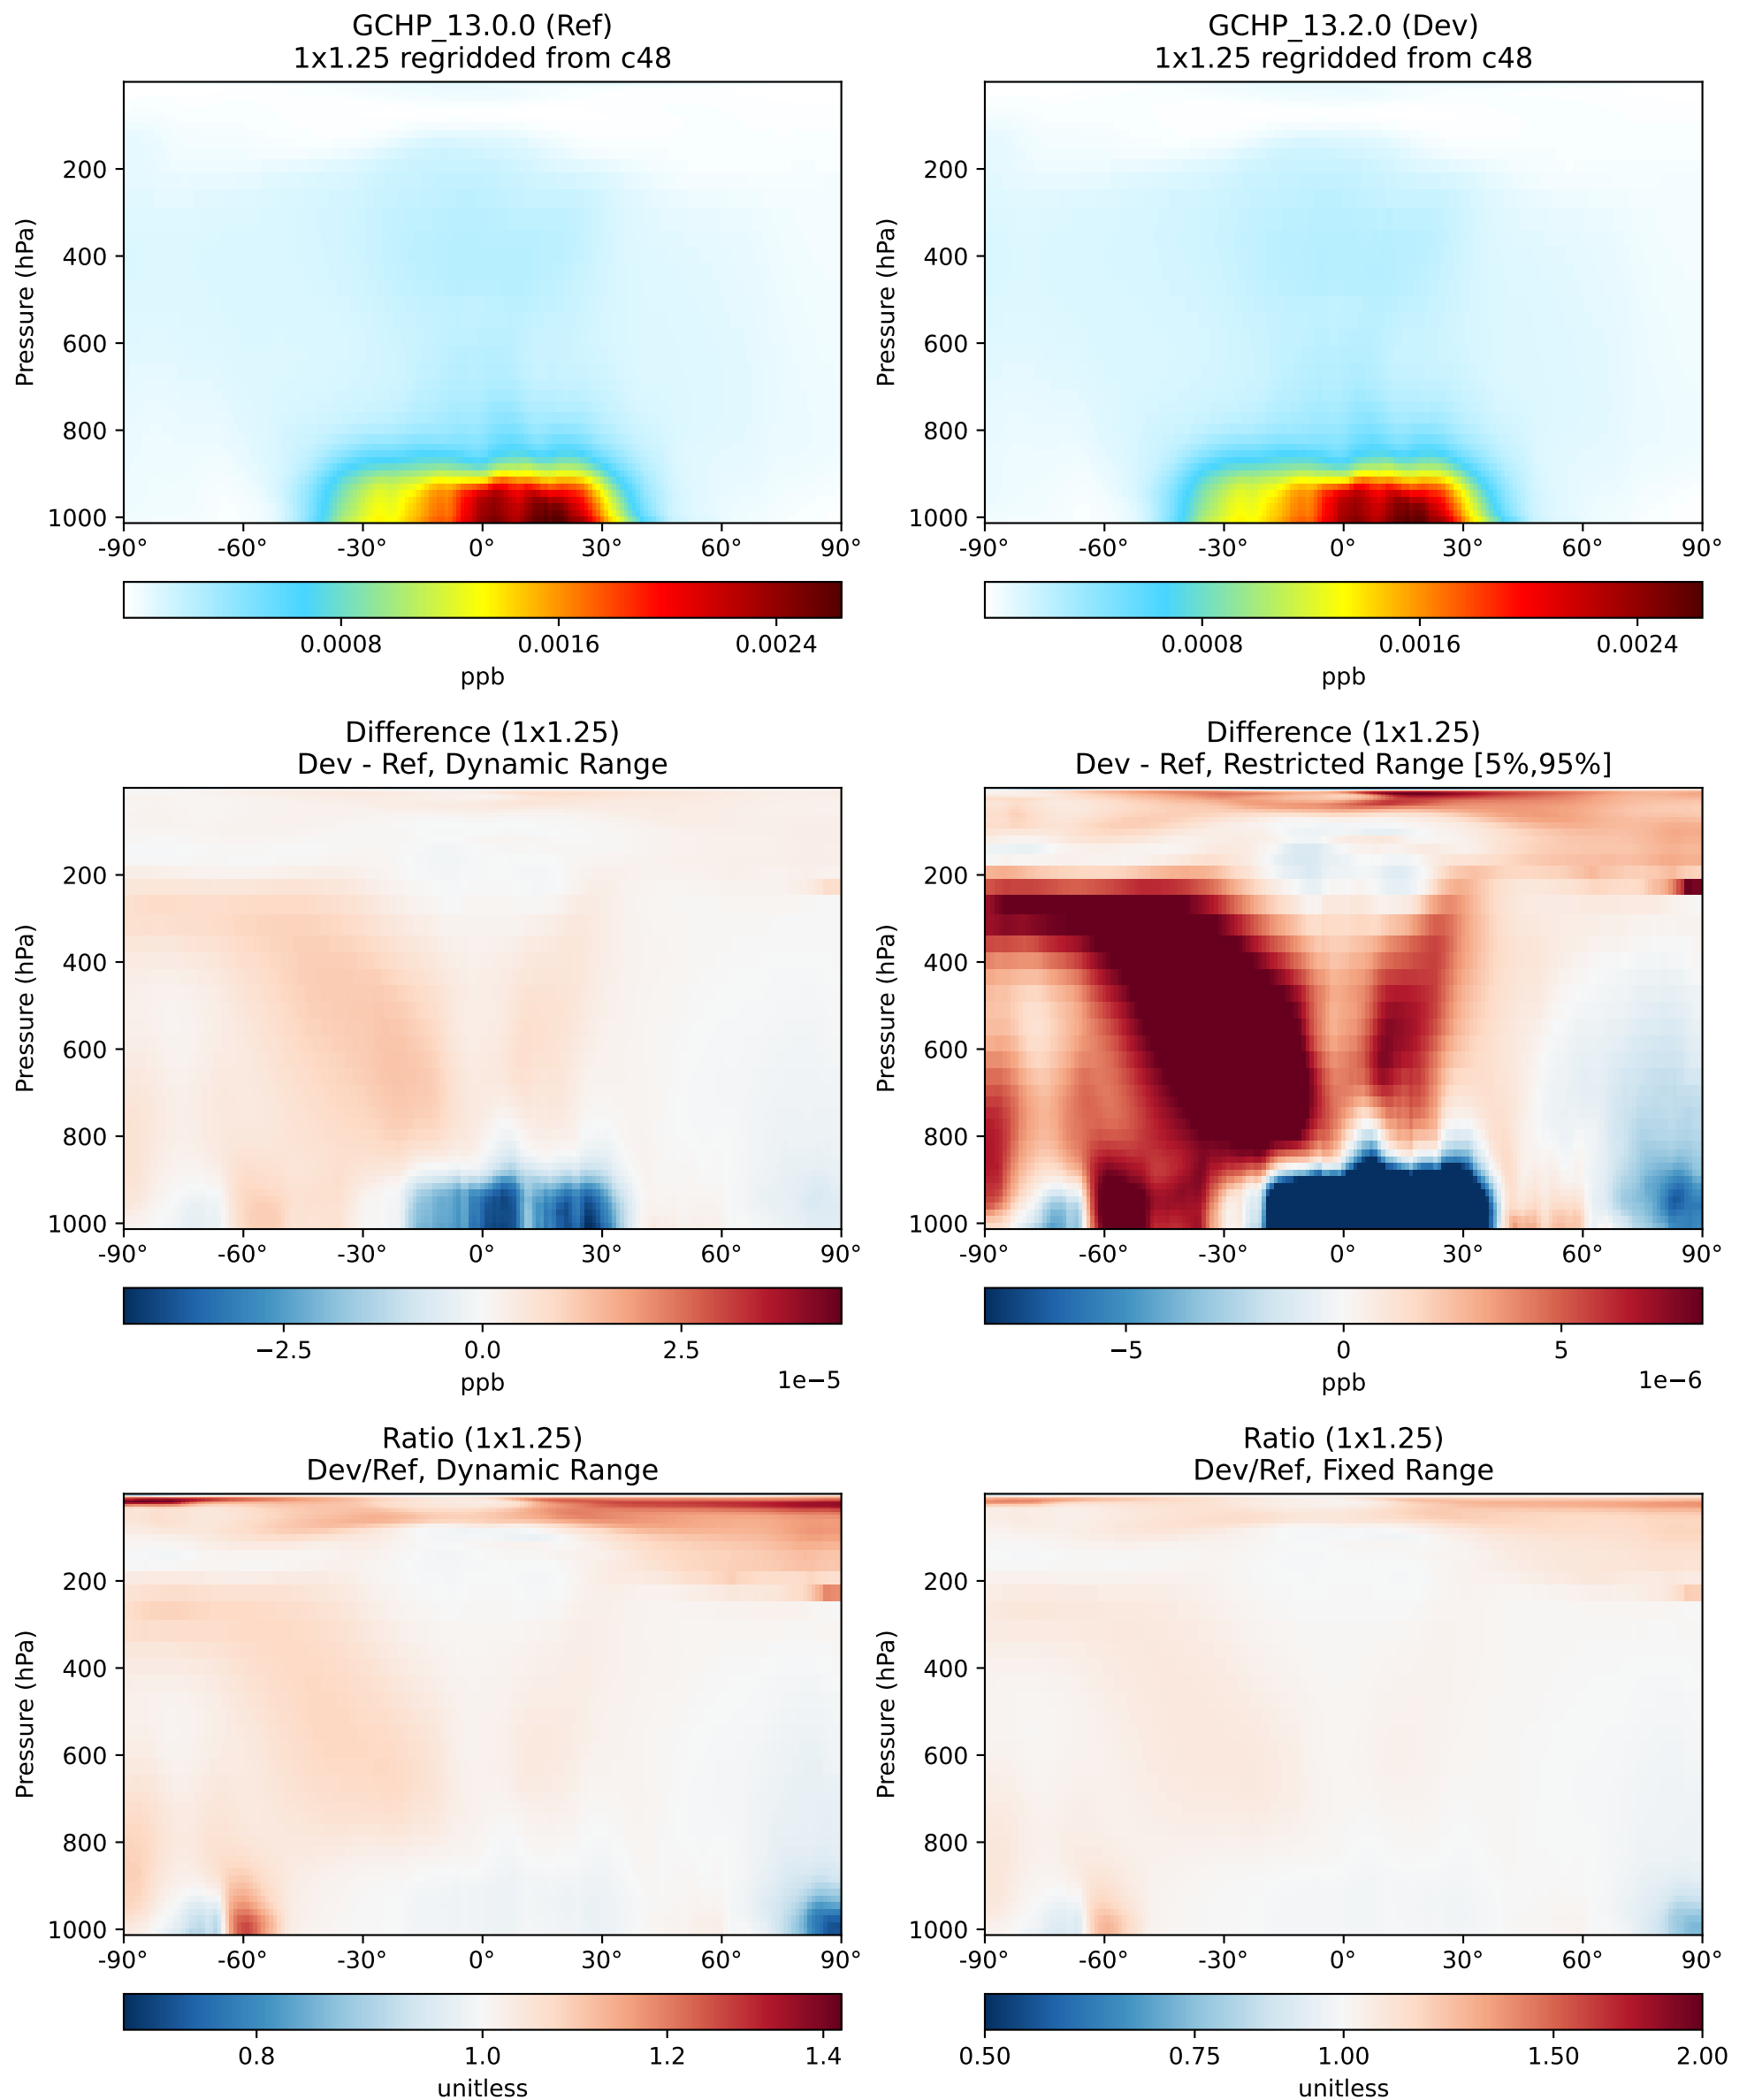 GCHP_13.0.0 (Ref)
1x1.25 regridded from c48
Pressure (hPa)
200
400
600
800
1000
-90° -60° -30° 0° 30° 60° 90°
0.0008 0.0016 0.0024
ppb
GCHP_13.2.0 (Dev)
1x1.25 regridded from c48
Pressure (hPa)
200
400
600
800
1000
-90° -60° -30° 0° 30° 60° 90°
0.0008 0.0016 0.0024
ppb
Difference (1x1.25)
Dev - Ref, Dynamic Range
Pressure (hPa)
200
400
600
800
1000
-90° -60° -30° 0° 30° 60° 90°
−2.5 0.0 2.5
ppb 1e−5
Difference (1x1.25)
Dev - Ref, Restricted Range [5%,95%]
Pressure (hPa)
200
400
600
800
1000
-90° -60° -30° 0° 30° 60° 90°
−5 0 5
ppb 1e−6
Ratio (1x1.25)
Dev/Ref, Dynamic Range
Pressure (hPa)
200
400
600
800
1000
-90° -60° -30° 0° 30° 60° 90°
0.8 1.0 1.2 1.4
unitless
Ratio (1x1.25)
Dev/Ref, Fixed Range
Pressure (hPa)
200
400
600
800
1000
-90° -60° -30° 0° 30° 60° 90°
0.50 0.75 1.00 1.50 2.00
unitless